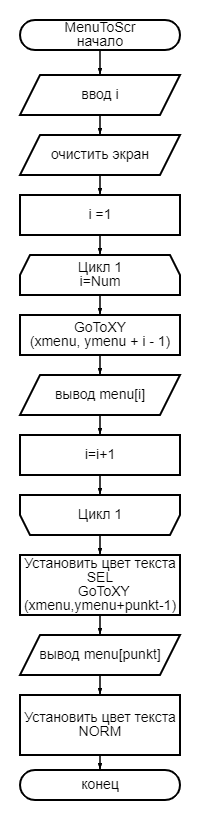 MenuToScr
начало
ввод i
очистить экран
i =1
Цикл 1
i=Num
GoToXY
(xmenu, ymenu + i - 1)
вывод menu[i]
i=i+1
Цикл 1
Установить цвет текста
SEL
GoToXY
(xmenu,ymenu+punkt-1)
вывод menu[punkt]
Установить цвет текста
NORM
конец